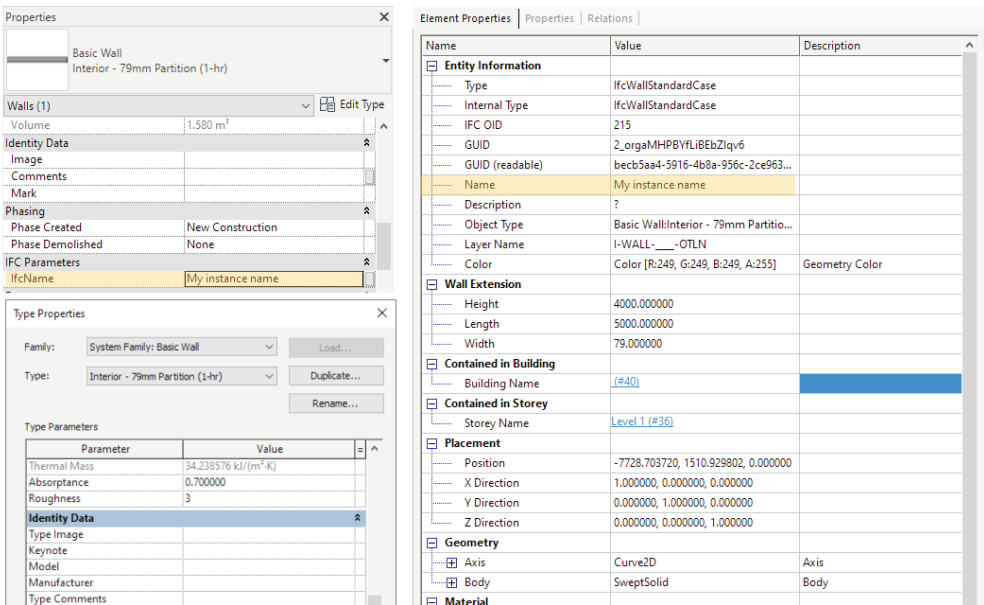 Properties
Basic Wall
Interior - 79mm Partition (1-hr)
Walls (1)
Edit Type
Volume 1.580 m³
Identity Data
Image
Comments
Mark
Phasing
Phase Created New Construction
Phase Demolished None
IFC Parameters
IfcName My instance name
Type Properties
Family: System Family: Basic Wall Load...
Type: Interior - 79mm Partition (1-hr) Duplicate...
Rename...
Type Parameters
Parameter Value =
Thermal Mass 34.238576 kJ/(m²·K)
Absorptance 0.700000
Roughness 3
Identity Data
Type Image
Keynote
Model
Manufacturer
Type Comments
Element Properties Properties Relations
Name Value Description
Entity Information
Type IfcWallStandardCase
Internal Type IfcWallStandardCase
IFC OID 215
GUID 2_orgaMHPBYfLiBEbZlqv6
GUID (readable) becb5aa4-5916-4b8a-956c-2ce963...
Name My instance name
Description ?
Object Type Basic Wall:Interior - 79mm Partitio...
Layer Name I-WALL-___-OTLN
Color Color [R:249, G:249, B:249, A:255] Geometry Color
Wall Extension
Height 4000.000000
Length 5000.000000
Width 79.000000
Contained in Building
Building Name (#40)
Contained in Storey
Storey Name Level 1 (#36)
Placement
Position -7728.703720, 1510.929802, 0.000000
X Direction 1.000000, 0.000000, 0.000000
Y Direction 0.000000, 1.000000, 0.000000
Z Direction 0.000000, 0.000000, 1.000000
Geometry
Axis Curve2D Axis
Body SweptSolid Body
Material